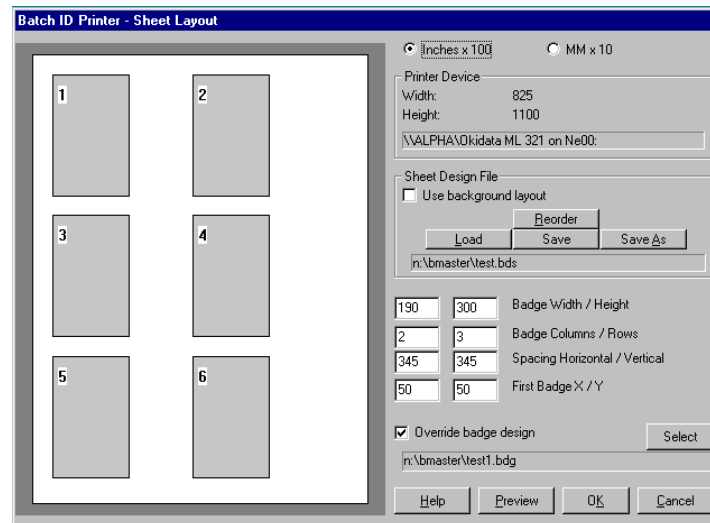 Batch ID Printer - Sheet Layout
1
2
3
4
5
6
Inches x 100 MM x 10
Printer Device
Width: 825
Height: 1100
\\ALPHA\Okidata ML 321 on Ne00:
Sheet Design File
Use background layout
Reorder
Load Save Save As
n:\bmaster\test.bds
190 300 Badge Width / Height
2 3 Badge Columns / Rows
345 345 Spacing Horizontal / Vertical
50 50 First Badge X / Y
Override badge design
Select
n:\bmaster\test1.bdg
Help Preview OK Cancel